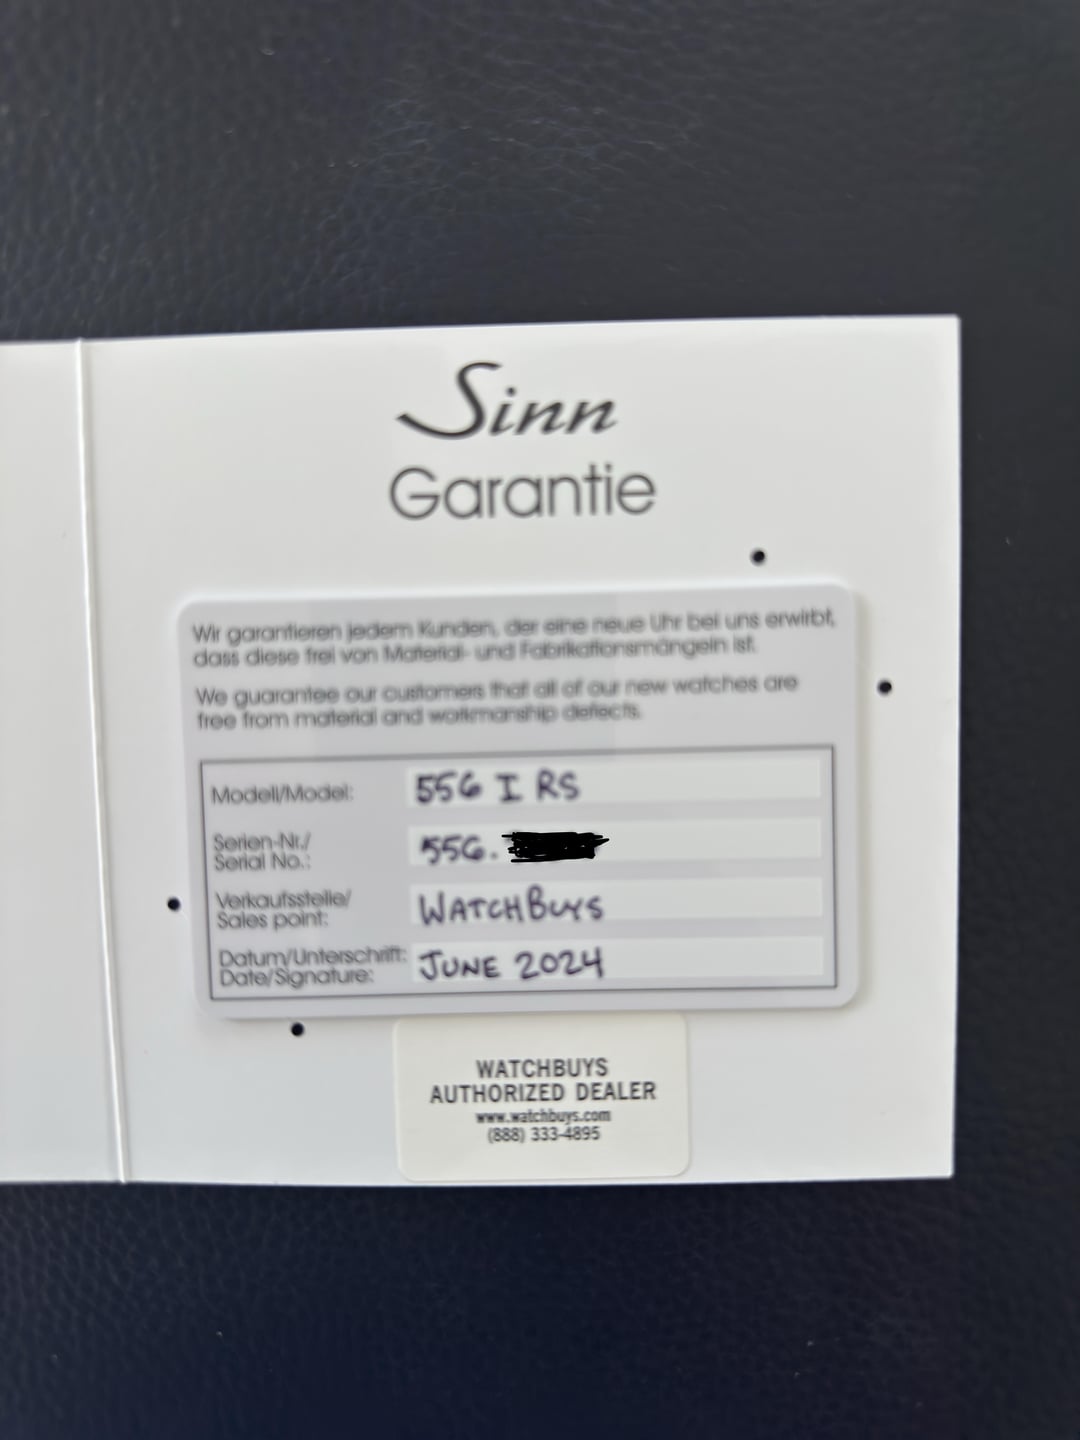 Sinn
Garantie
Wir garantieren jedem Kunden, der eine neue Uhr bei uns erwirbt,
dass diese frei von Material- und Fabrikationsmängeln ist.
We guarantee our customers that all of our new watches are
free from material and workmanship defects.
Modell/Model: 556 I RS
Serien-Nr./
Serial No.: 556.
Verkaufsstelle/
Sales point: WATCHBUYS
Datum/Unterschrift:
Date/Signature: JUNE 2024
WATCHBUYS
AUTHORIZED DEALER
www.watchbuys.com
(888) 333-4895